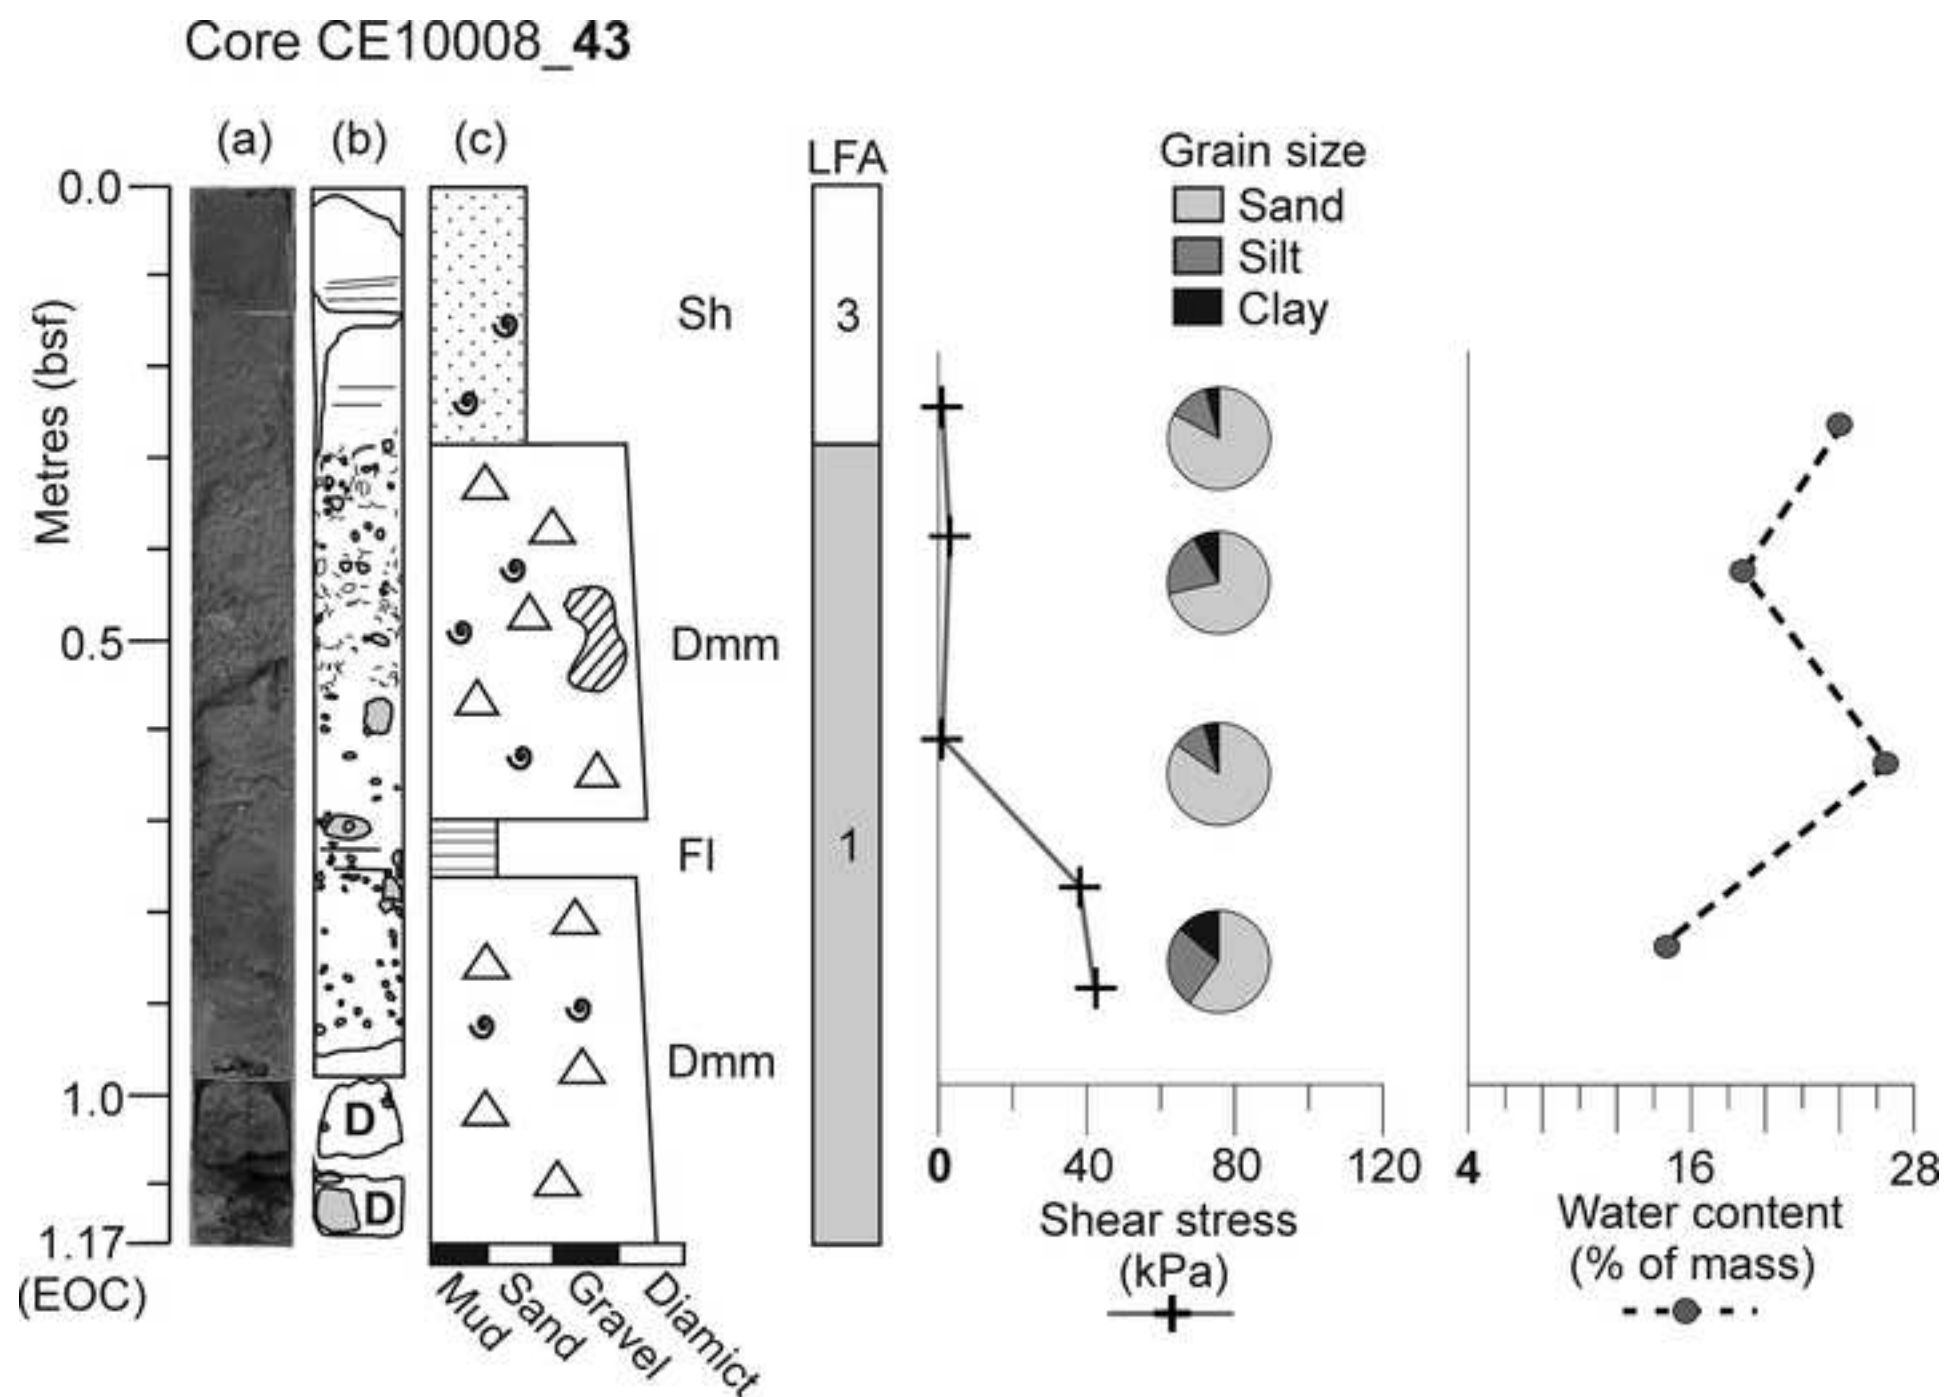 Core CE10008_43
(a) (b) (c)
LFA
Grain size
Sand
Silt
Clay
Metres (bsf)
0.0
0.5
1.0
1.17
(EOC)
Sh
Dmm
Fl
Dmm
3
1
D
D
Mud
Sand
Gravel
Diamict
0 40 80 120
Shear stress
(kPa)
4 16 28
Water content
(% of mass)